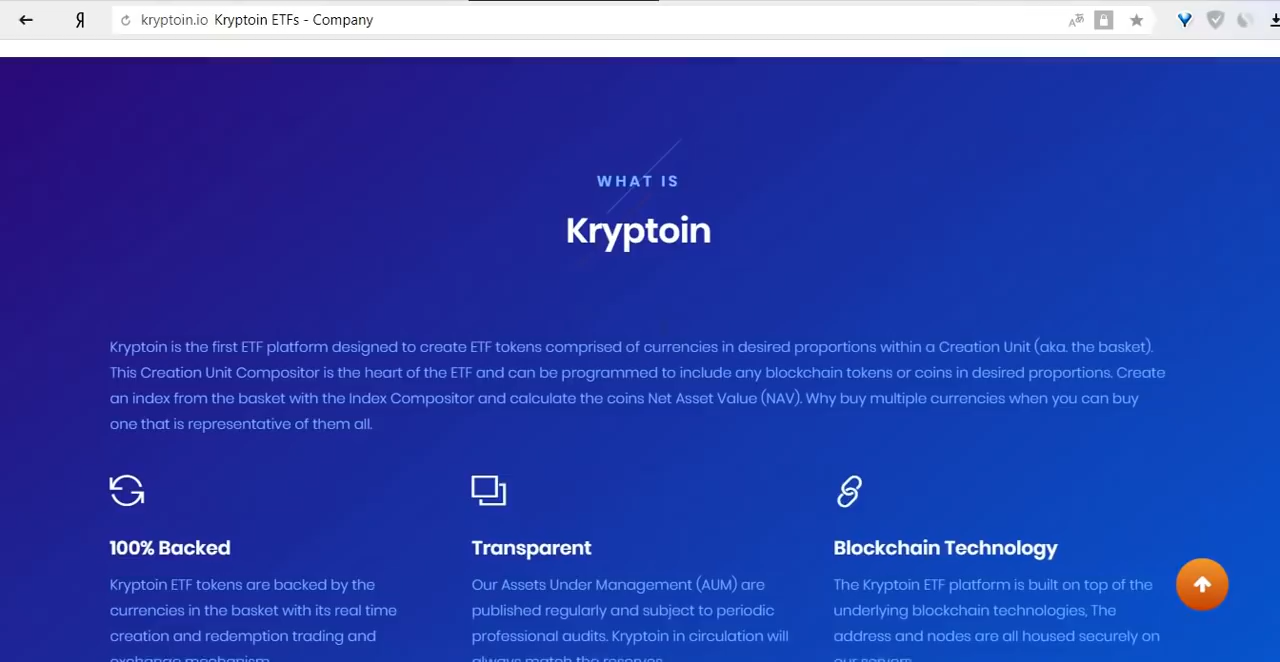 Я kryptoin.io Kryptoin ETFs - Company
WHAT IS
Kryptoin
Kryptoin is the first ETF platform designed to create ETF tokens comprised of currencies in desired proportions within a Creation Unit (aka. the basket).
This Creation Unit Compositor is the heart of the ETF and can be programmed to include any blockchain tokens or coins in desired proportions. Create
an index from the basket with the Index Compositor and calculate the coins Net Asset Value (NAV). Why buy multiple currencies when you can buy
one that is representative of them all.
100% Backed
Kryptoin ETF tokens are backed by the
currencies in the basket with its real time
creation and redemption trading and
exchange mechanism
Transparent
Our Assets Under Management (AUM) are
published regularly and subject to periodic
professional audits. Kryptoin in circulation will
always match the reserves
Blockchain Technology
The Kryptoin ETF platform is built on top of the
underlying blockchain technologies, The
address and nodes are all housed securely on
our servers